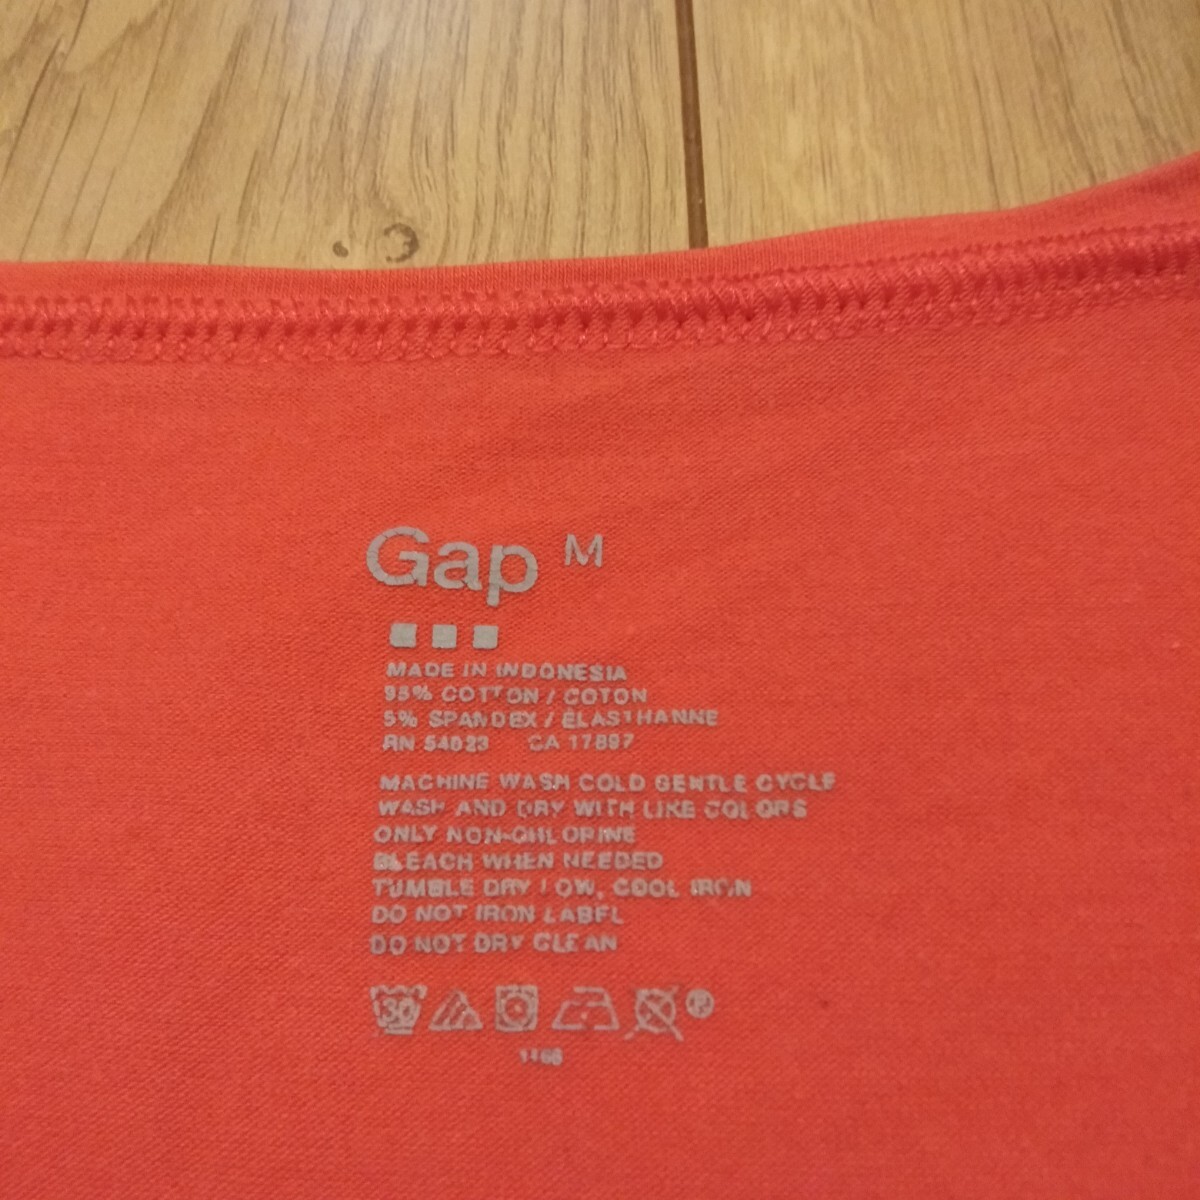 Gap M
MADE IN INDONESIA
95% COTTON / COTON
5% SPANDEX / ÉLASTHANNE
RN 54023 CA 17897
MACHINE WASH COLD GENTLE CYCLE
WASH AND DRY WITH LIKE COLORS
ONLY NON-CHLORINE
BLEACH WHEN NEEDED
TUMBLE DRY LOW, COOL IRON
DO NOT IRON LABEL
DO NOT DRY CLEAN
30 ®
1166